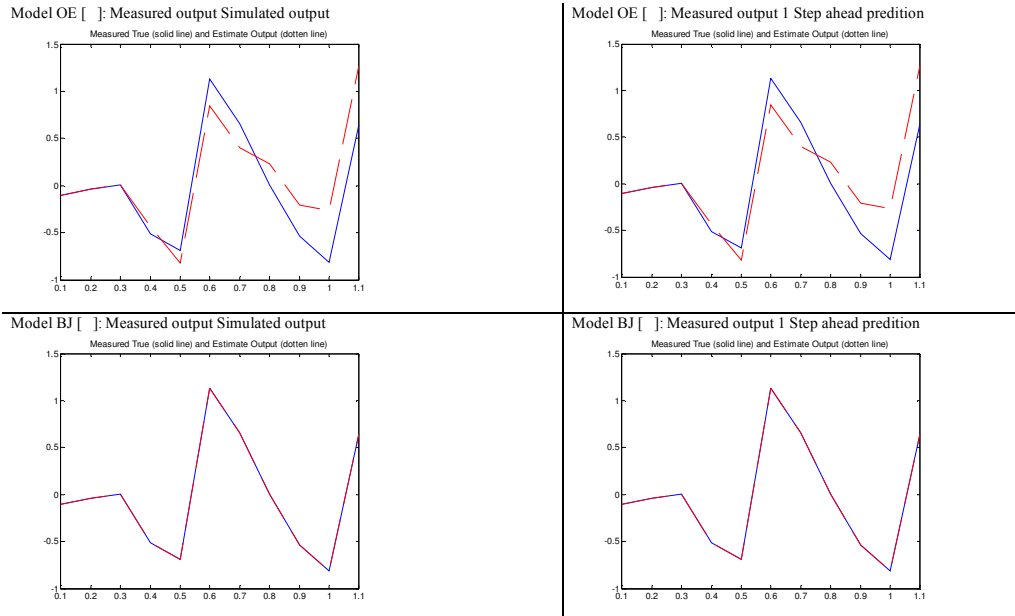 Model OE [ ]: Measured output Simulated output
Measured True (solid line) and Estimate Output (dotten line)
1.5
1
0.5
0
-0.5
-1
0.1 0.2 0.3 0.4 0.5 0.6 0.7 0.8 0.9 1 1.1
Model OE [ ]: Measured output 1 Step ahead predition
Measured True (solid line) and Estimate Output (dotten line)
1.5
1
0.5
0
-0.5
-1
0.1 0.2 0.3 0.4 0.5 0.6 0.7 0.8 0.9 1 1.1
Model BJ [ ]: Measured output Simulated output
Measured True (solid line) and Estimate Output (dotten line)
1.5
1
0.5
0
-0.5
-1
0.1 0.2 0.3 0.4 0.5 0.6 0.7 0.8 0.9 1 1.1
Model BJ [ ]: Measured output 1 Step ahead predition
Measured True (solid line) and Estimate Output (dotten line)
1.5
1
0.5
0
-0.5
-1
0.1 0.2 0.3 0.4 0.5 0.6 0.7 0.8 0.9 1 1.1